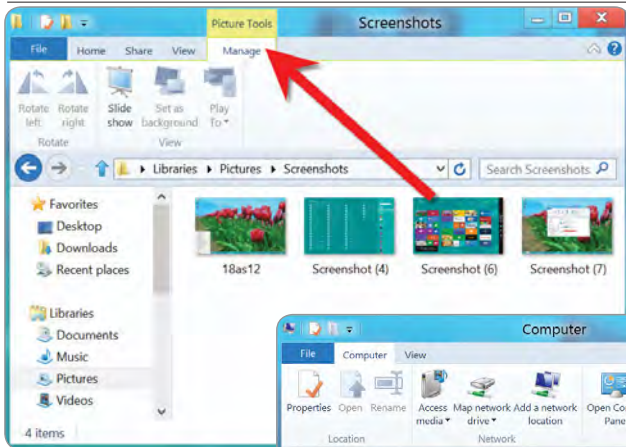 Picture Tools
Screenshots
File Home Share View Manage
Rotate left
Rotate right
Slide show
Set as background
Play To
Rotate
View
Libraries Pictures Screenshots
Search Screenshots
Favorites
Desktop
Downloads
Recent places
Libraries
Documents
Music
Pictures
Videos
4 items
18as12
Screenshot (4)
Screenshot (6)
Screenshot (7)
Computer
File Computer View
Properties
Open
Rename
Access media
Map network drive
Add a network location
Open Co
Pane
Location
Network